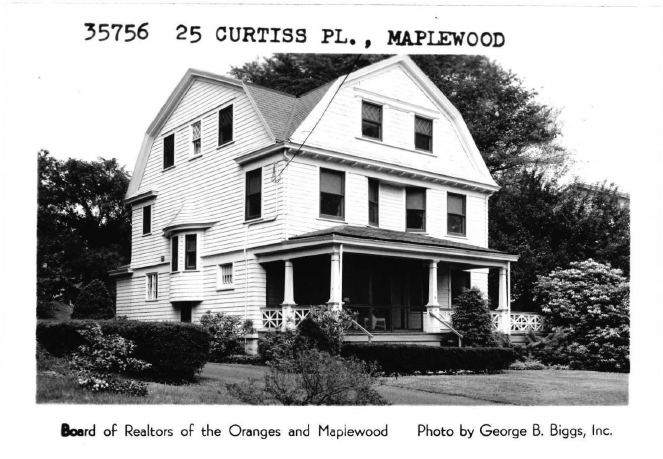 35756 25 CURTISS PL., MAPLEWOOD
Board of Realtors of the Oranges and Maplewood Photo by George B. Biggs, Inc.